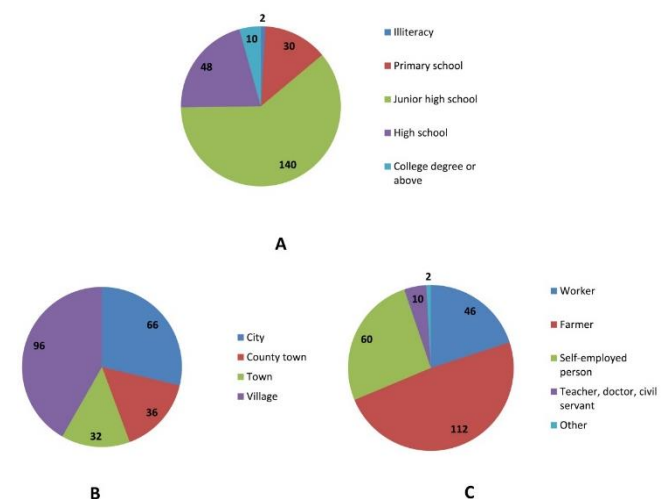 2
10
30
48
140
Illiteracy
Primary school
Junior high school
High school
College degree or
above
A
66
96
36
32
City
County town
Town
Village
B
2
10
46
60
112
Worker
Farmer
Self-employed
person
Teacher, doctor, civil
servant
Other
C